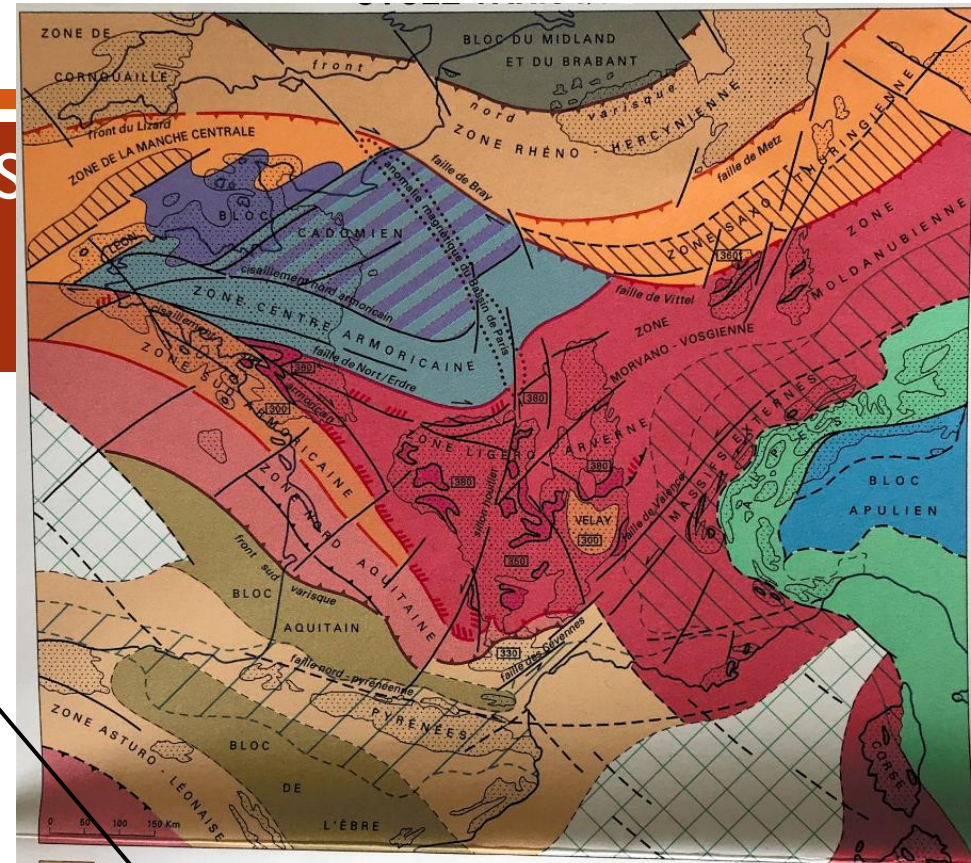 S
ZONE DE
CORNOUAILLE
front
nord
varisque
BLOC DU MIDLAND
ET DU BRABANT
ZONE RHÉNO - HERCYNIENNE
front du Lizard
ZONE DE LA MANCHE CENTRALE
faille de Bray
faille de Metz
ZONE SAXO THURINGIENNE
LÉON
BLOC
CADOMIEN
anomalie magnétique du Bassin de Paris
cisaillement nord armoricain
ZONE CENTRE ARMORICAINE
faille de Vittel
360
ZONE
MOLDANUBIENNE
ZONE
MORVANO - VOSGIENNE
cisaillement
armoricain
faille de Nort/Erdre
380
300
380
ZONE SUD ARMORICAINE
ZONE LIGÉRO ARVERNE
380
380
sillon houiller
VELAY
300
360
faille de Valence
MASSIFS EXTERNES
ALPES
BLOC
APULIEN
ZONE NORD AQUITAINE
front
sud
varisque
BLOC
AQUITAIN
330
faille des Cévennes
faille nord-pyrénéenne
PYRÉNÉES
ZONE ASTURO - LÉONAISE
BLOC
DE
L'ÈBRE
CORSE
0 50 100 150 Km